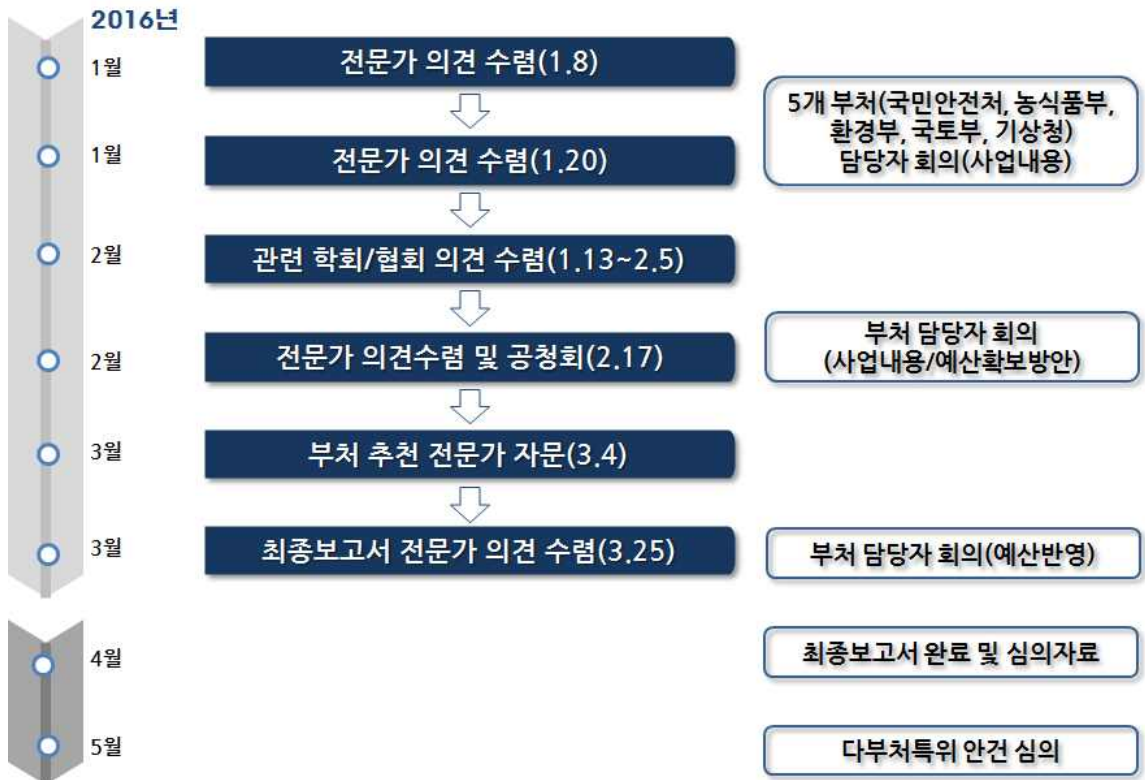 2016년
1월
전문가 의견 수렴(1.8)
5개 부처(국민안전처, 농식품부,
환경부, 국토부, 기상청)
담당자 회의(사업내용)
1월
전문가 의견 수렴(1.20)
2월
관련 학회/협회 의견 수렴(1.13~2.5)
2월
전문가 의견수렴 및 공청회(2.17)
부처 담당자 회의
(사업내용/예산확보방안)
3월
부처 추천 전문가 자문(3.4)
3월
최종보고서 전문가 의견 수렴(3.25)
부처 담당자 회의(예산반영)
4월
최종보고서 완료 및 심의자료
5월
다부처특위 안건 심의